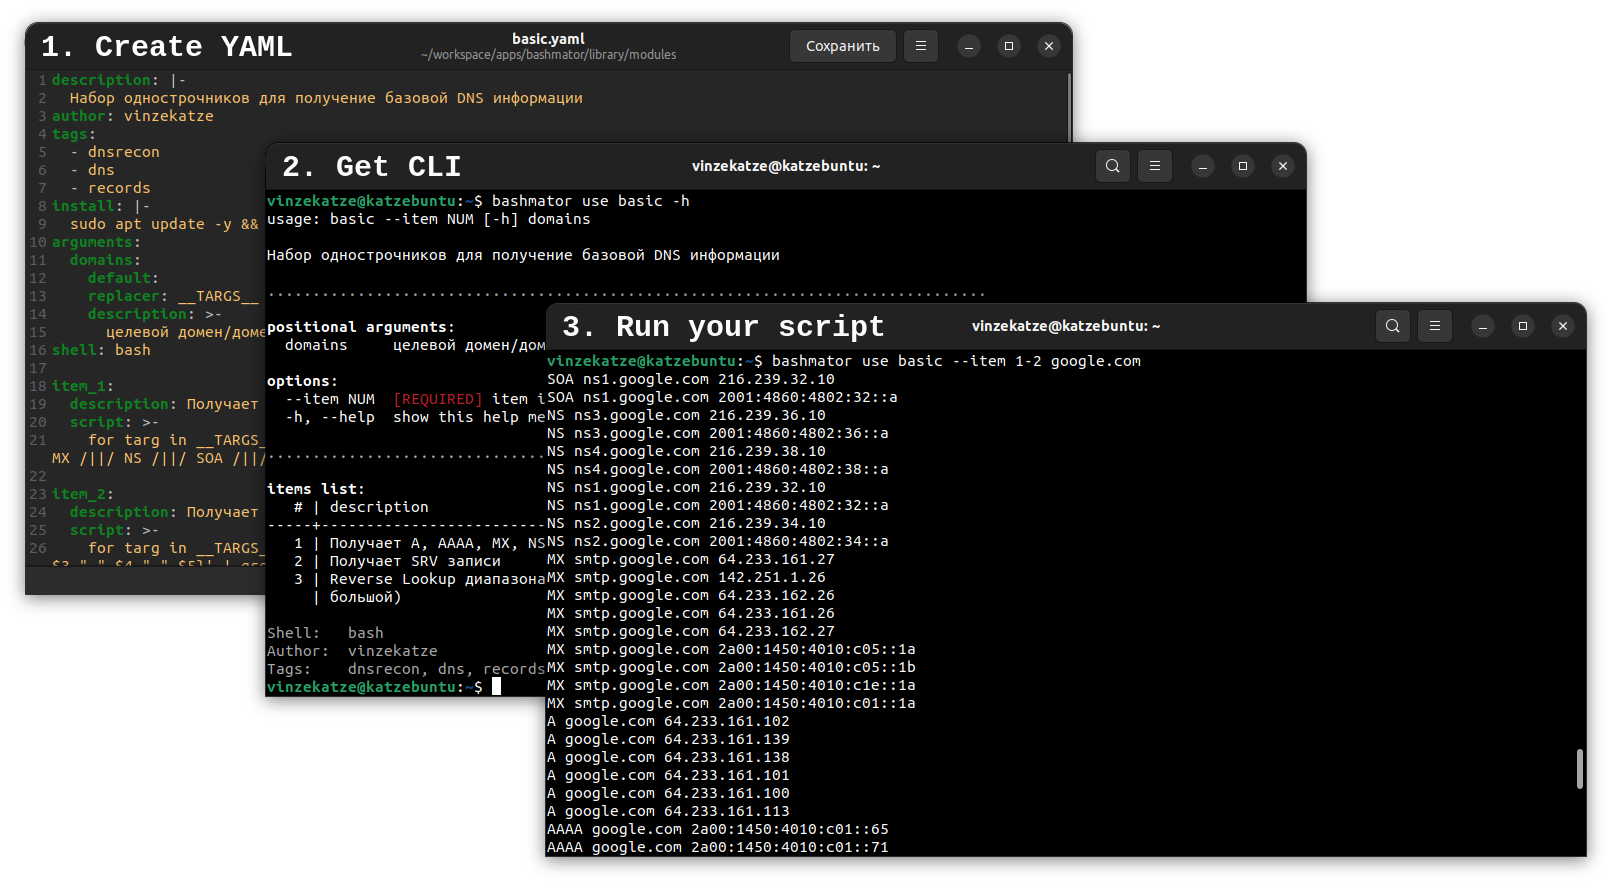 1. Create YAML
basic.yaml
~/workspace/apps/bashmator/library/modules
Сохранить
1 description: |-
2 Набор однострочников для получение базовой DNS информации
3 author: vinzekatze
4 tags:
5 - dnsrecon
6 - dns
7 - records
8 install: |-
9 sudo apt update -y &&
10 arguments:
11 domains:
12 default:
13 replacer: __TARGS__
14 description: >-
15 целевой домен/доме
16 shell: bash
17
18 item_1:
19 description: Получает
20 script: >-
21 for targ in __TARGS_
MX /||/ NS /||/ SOA /||/
22
23 item_2:
24 description: Получает
25 script: >-
26 for targ in __TARGS_
2. Get CLI
vinzekatze@katzebuntu: ~
vinzekatze@katzebuntu:~$ bashmator use basic -h
usage: basic --item NUM [-h] domains
Набор однострочников для получение базовой DNS информации
positional arguments:
domains целевой домен/дом
options:
--item NUM [REQUIRED] item i
-h, --help show this help me
items list:
# | description
-----+-------------------------
1 | Получает A, AAAA, MX, NS
2 | Получает SRV записи
3 | Reverse Lookup диапазона
| большой)
Shell: bash
Author: vinzekatze
Tags: dnsrecon, dns, records
vinzekatze@katzebuntu:~$
3. Run your script
vinzekatze@katzebuntu: ~
vinzekatze@katzebuntu:~$ bashmator use basic --item 1-2 google.com
SOA ns1.google.com 216.239.32.10
SOA ns1.google.com 2001:4860:4802:32::a
NS ns3.google.com 216.239.36.10
NS ns3.google.com 2001:4860:4802:36::a
NS ns4.google.com 216.239.38.10
NS ns4.google.com 2001:4860:4802:38::a
NS ns1.google.com 216.239.32.10
NS ns1.google.com 2001:4860:4802:32::a
NS ns2.google.com 216.239.34.10
NS ns2.google.com 2001:4860:4802:34::a
MX smtp.google.com 64.233.161.27
MX smtp.google.com 142.251.1.26
MX smtp.google.com 64.233.162.26
MX smtp.google.com 64.233.161.26
MX smtp.google.com 64.233.162.27
MX smtp.google.com 2a00:1450:4010:c05::1a
MX smtp.google.com 2a00:1450:4010:c05::1b
MX smtp.google.com 2a00:1450:4010:c1e::1a
MX smtp.google.com 2a00:1450:4010:c01::1a
A google.com 64.233.161.102
A google.com 64.233.161.139
A google.com 64.233.161.138
A google.com 64.233.161.101
A google.com 64.233.161.100
A google.com 64.233.161.113
AAAA google.com 2a00:1450:4010:c01::65
AAAA google.com 2a00:1450:4010:c01::71